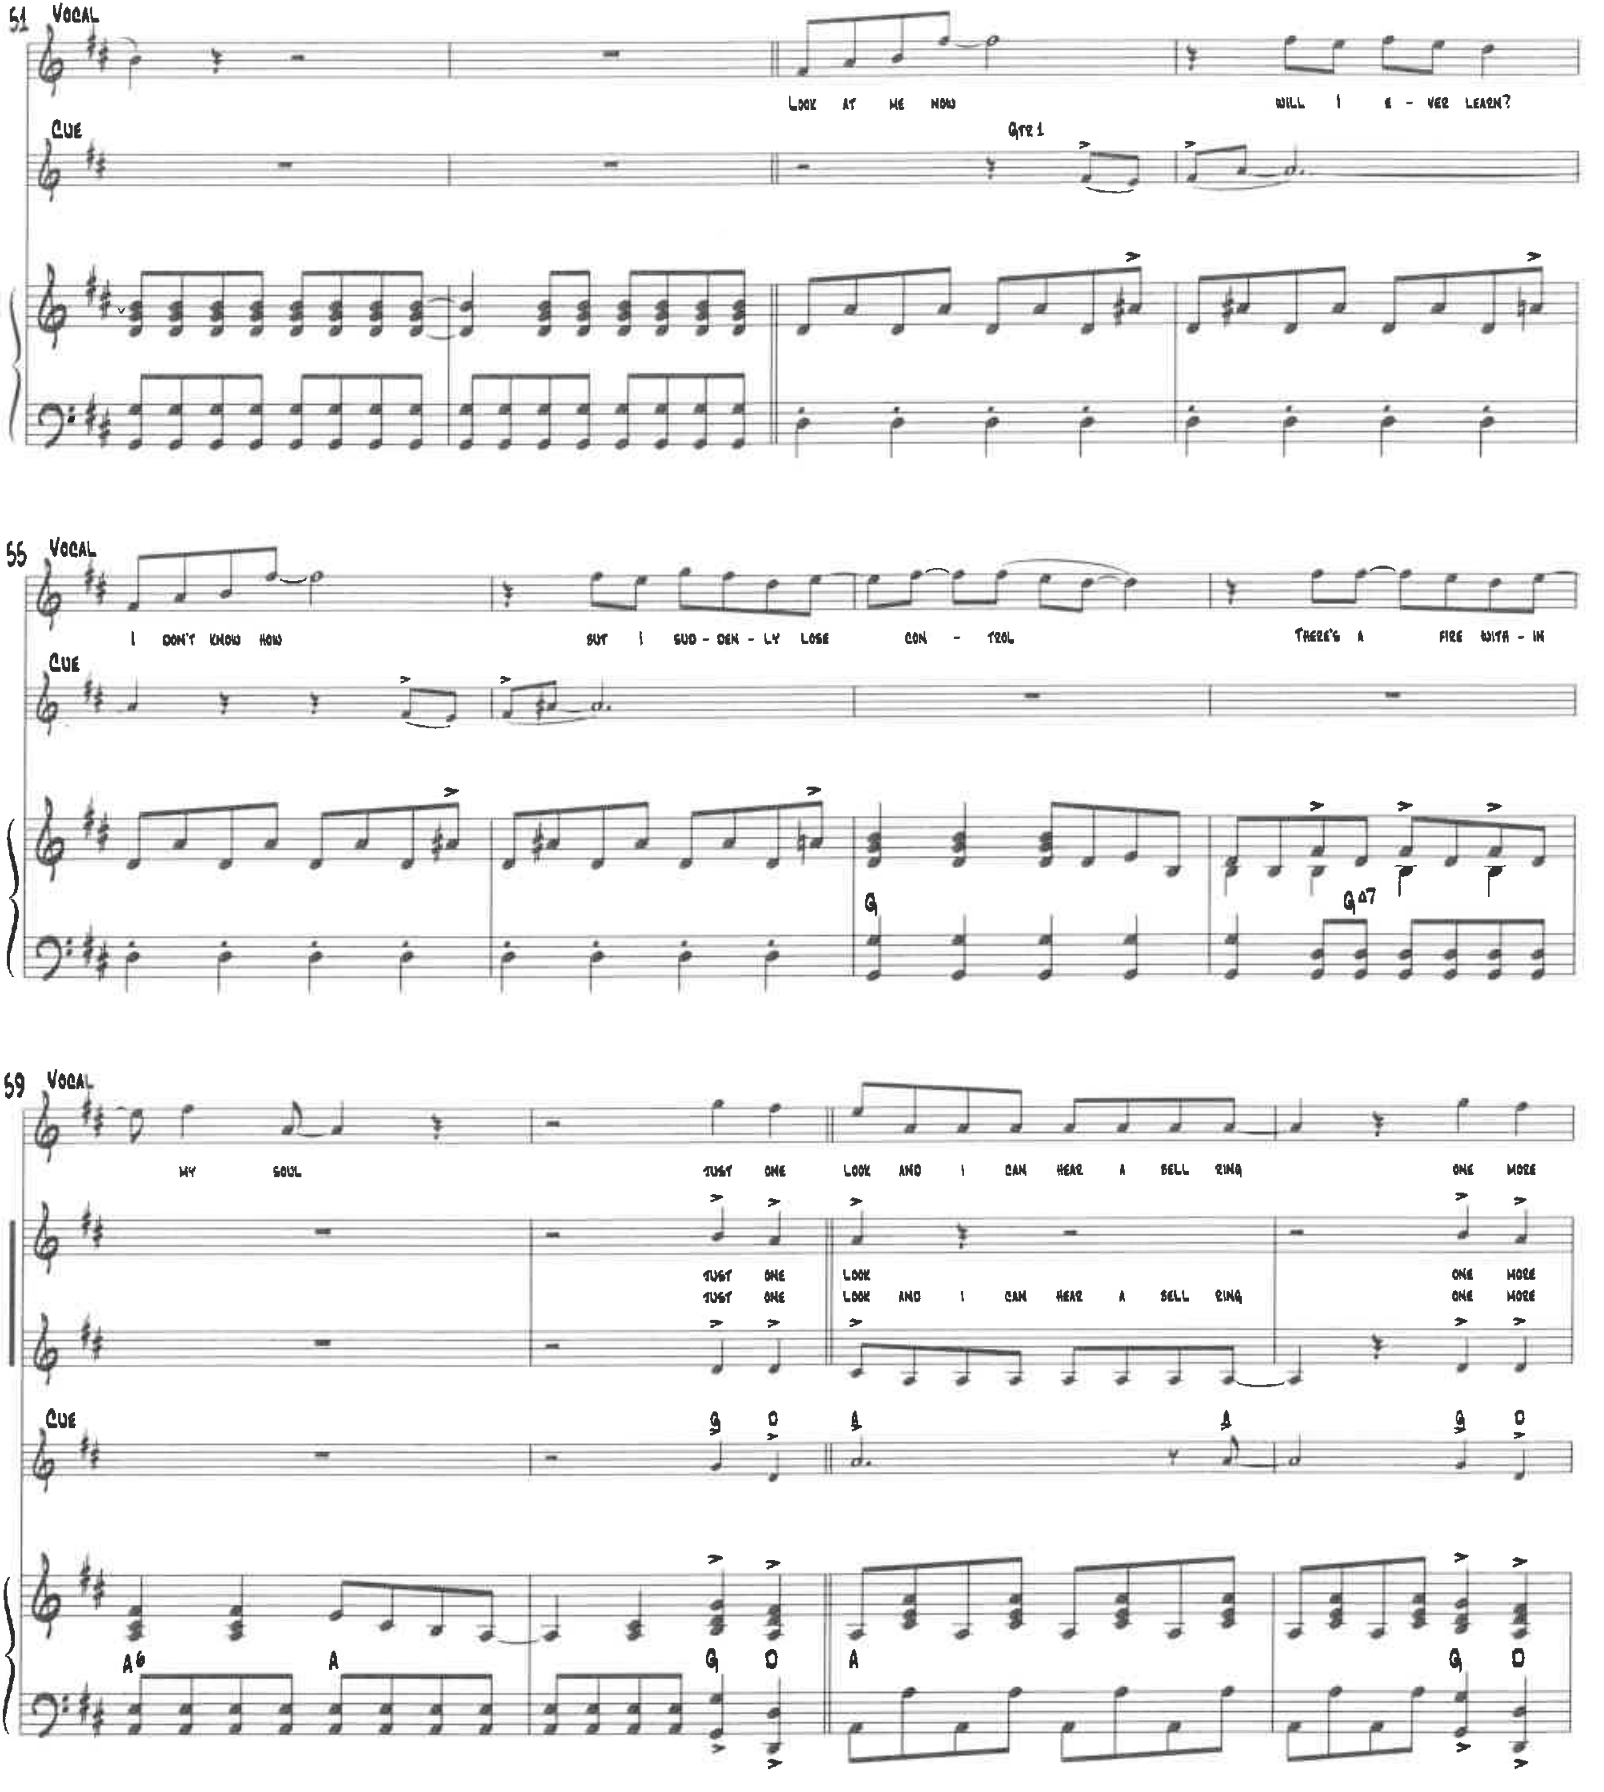 51 VOCAL
LOOK AT ME NOW WILL I E - VER LEARN?
CUE
GTR 1
55 VOCAL
I DON'T KNOW HOW BUT I SUD - DEN - LY LOSE CON - TROL THERE'S A FIRE WITH - IN
CUE
G G△7
59 VOCAL
MY SOUL JUST ONE LOOK AND I CAN HEAR A BELL RING ONE MORE
JUST ONE LOOK ONE MORE
JUST ONE LOOK AND I CAN HEAR A BELL RING ONE MORE
CUE
G D A A G D
A6 A G D A G D